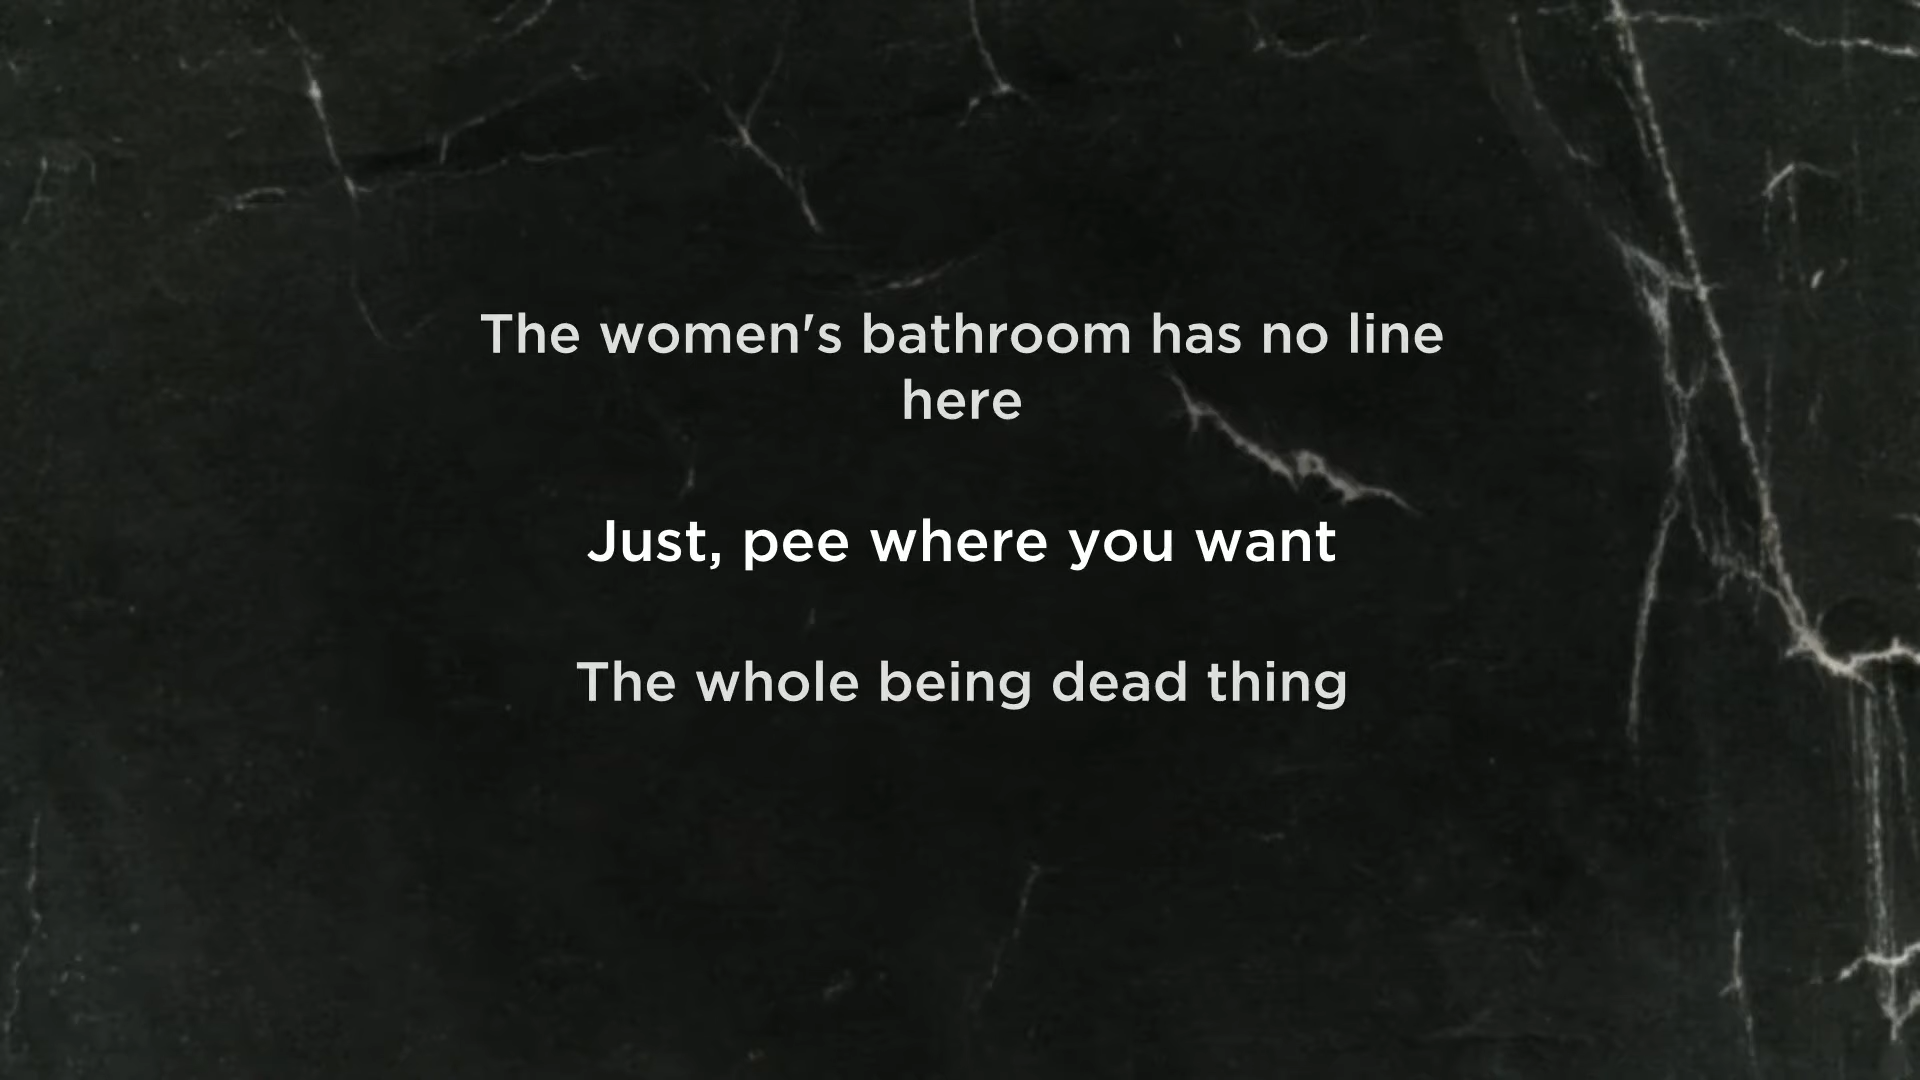 The women's bathroom has no line
here
Just, pee where you want
The whole being dead thing